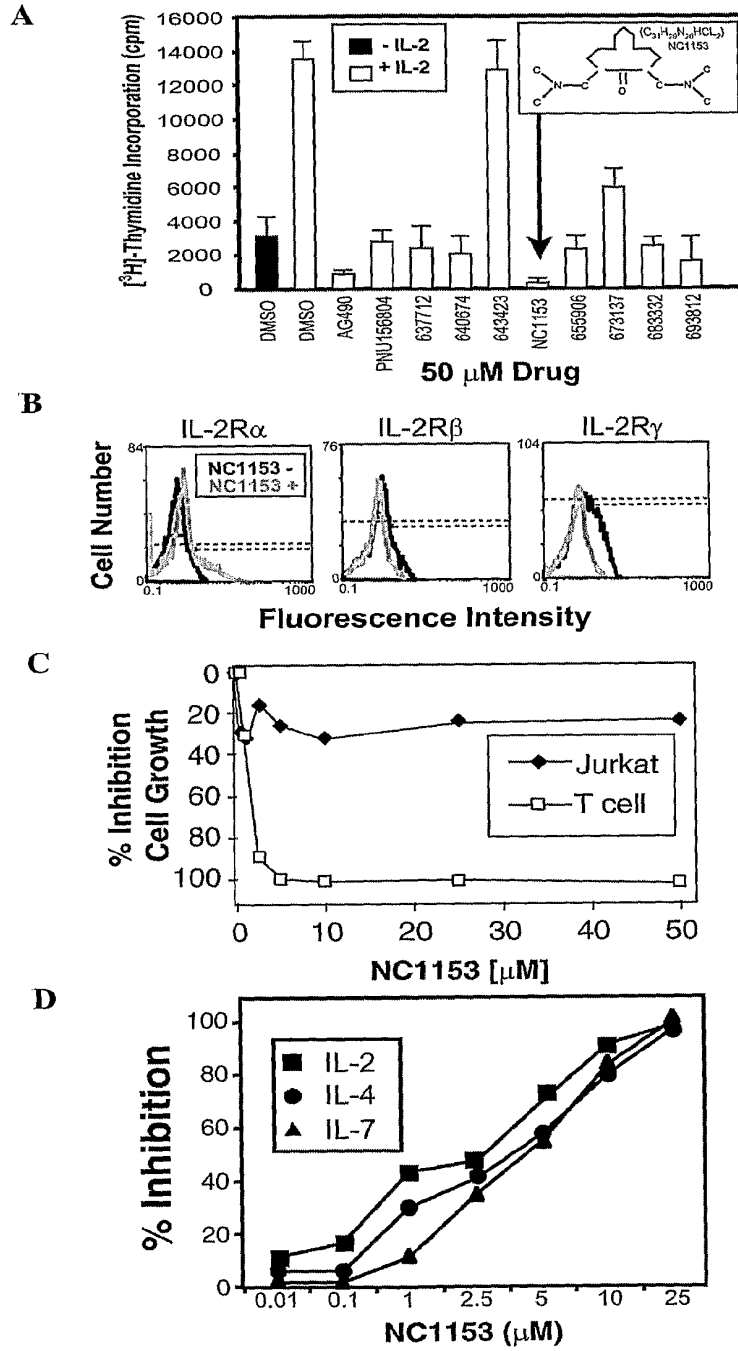 A
[³H]-Thymidine Incorporation (cpm)
16000
14000
12000
10000
8000
6000
4000
2000
0
- IL-2
+ IL-2
NC1153
C
C
N
C
O
C
N
C
C
DMSO
DMSO
AG490
PNU156804
637712
640674
643423
NC1153
655906
673137
683332
693812
50 μM Drug
B
IL-2Rα
IL-2Rβ
IL-2Rγ
84
76
104
NC1153 -
NC1153 +
Cell Number
0
0
0
0.1
1000
0.1
1000
0.1
1000
Fluorescence Intensity
C
% Inhibition
Cell Growth
0
20
40
60
80
100
Jurkat
T cell
0
10
20
30
40
50
NC1153 [μM]
D
% Inhibition
100
80
60
40
20
0
IL-2
IL-4
IL-7
0.01
0.1
1
2.5
5
10
25
NC1153 (μM)